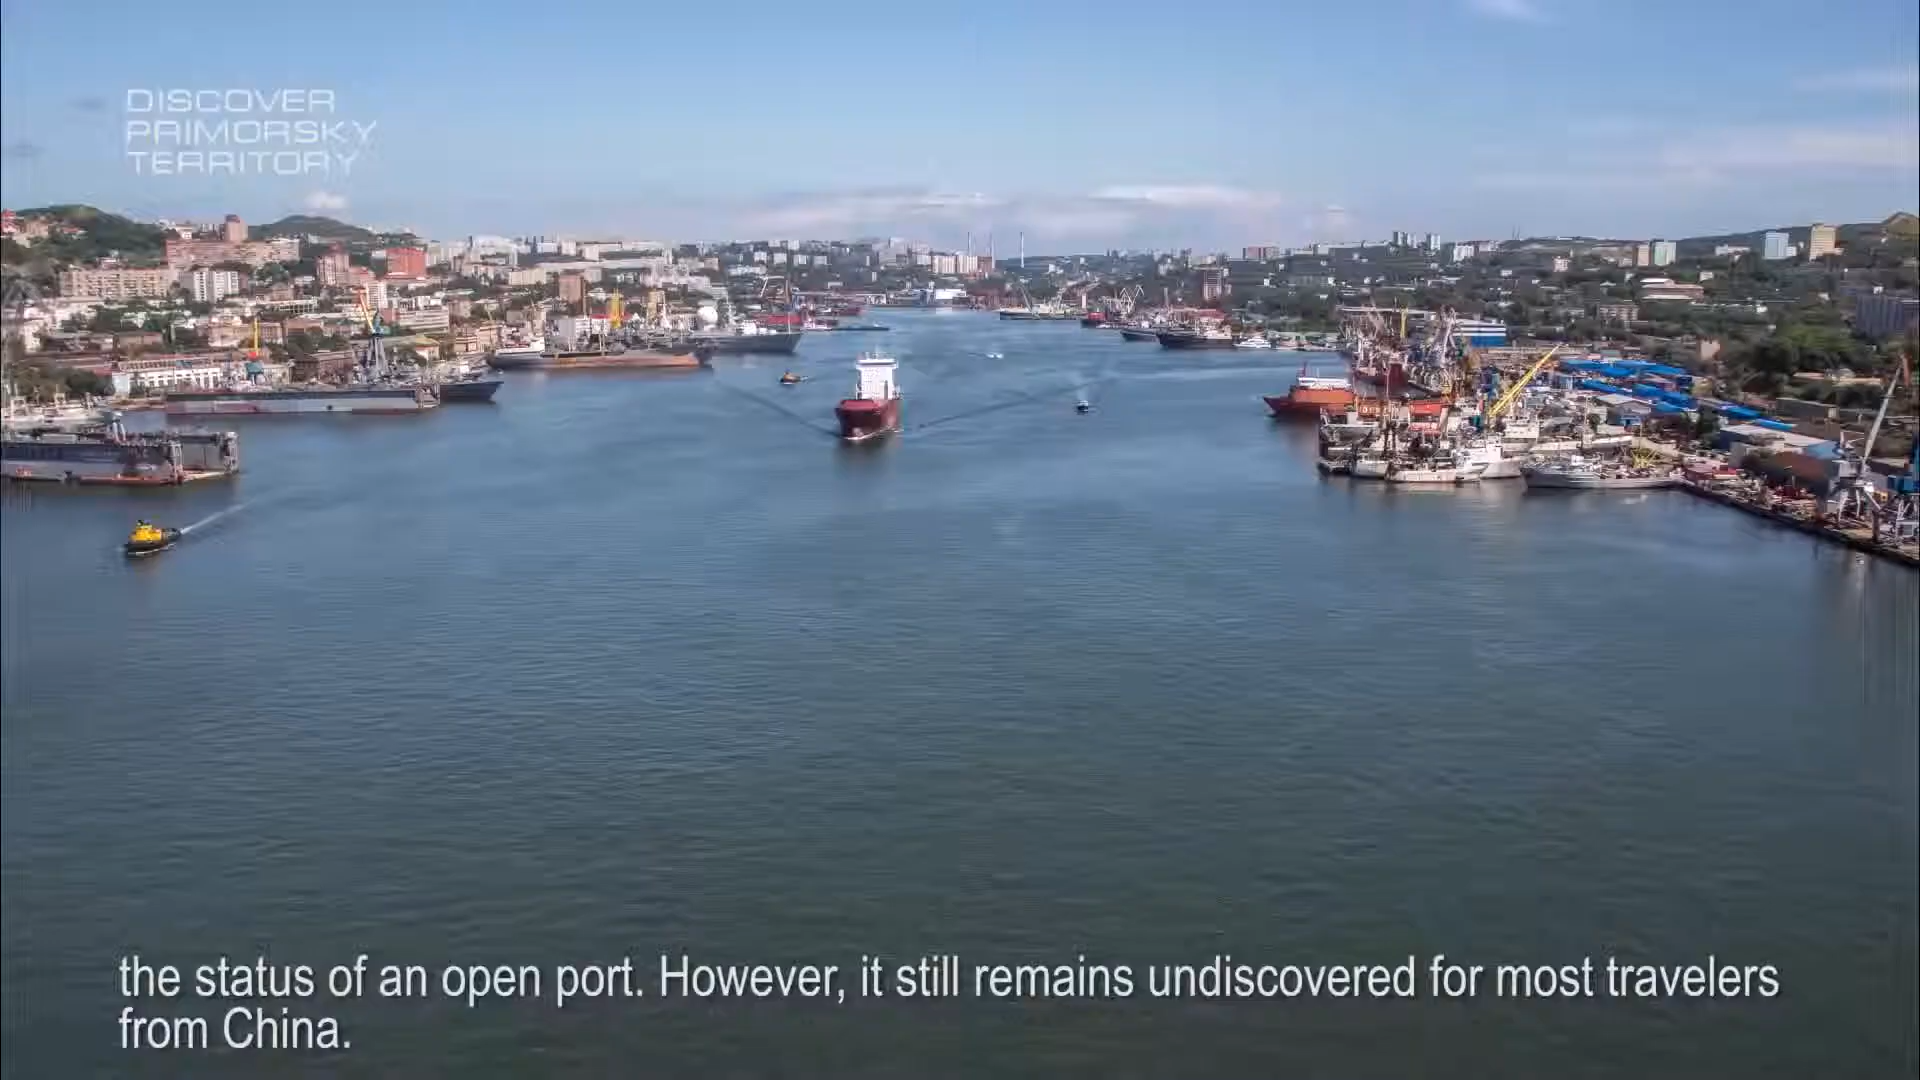 DISCOVER
PRIMORSKY
TERRITORY
the status of an open port. However, it still remains undiscovered for most travelers
from China.